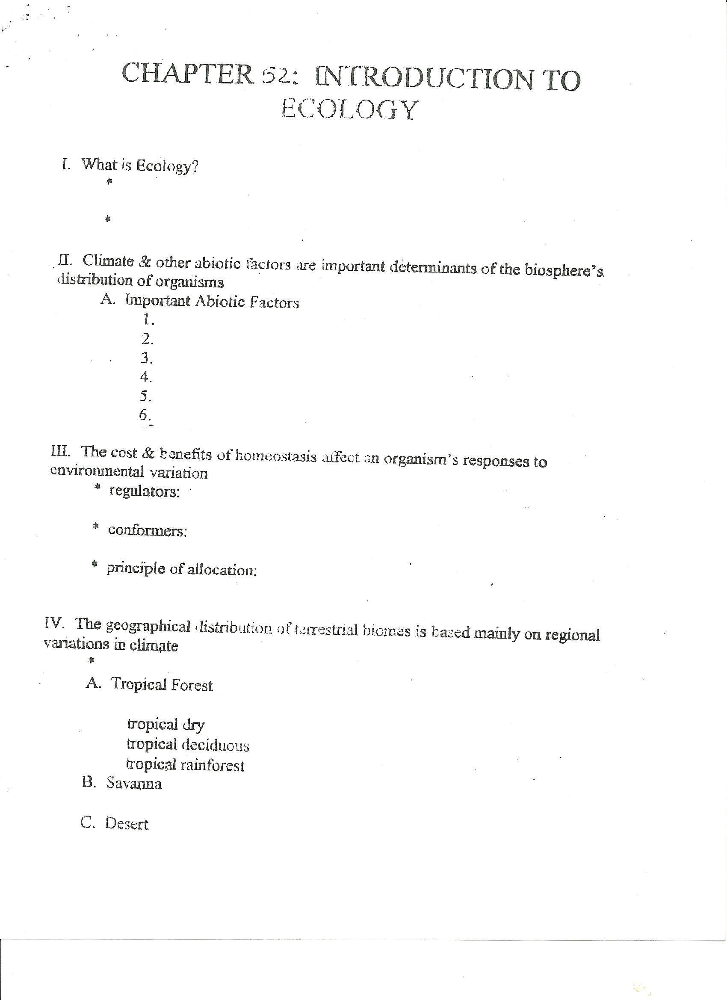 CHAPTER 52: INTRODUCTION TO
ECOLOGY
I. What is Ecology?
*
*
II. Climate & other abiotic factors are important determinants of the biosphere's
distribution of organisms
A. Important Abiotic Factors
1.
2.
3.
4.
5.
6.
III. The cost & benefits of homeostasis affect an organism's responses to
environmental variation
* regulators:
* conformers:
* principle of allocation:
IV. The geographical distribution of terrestrial biomes is based mainly on regional
variations in climate
*
A. Tropical Forest
tropical dry
tropical deciduous
tropical rainforest
B. Savanna
C. Desert